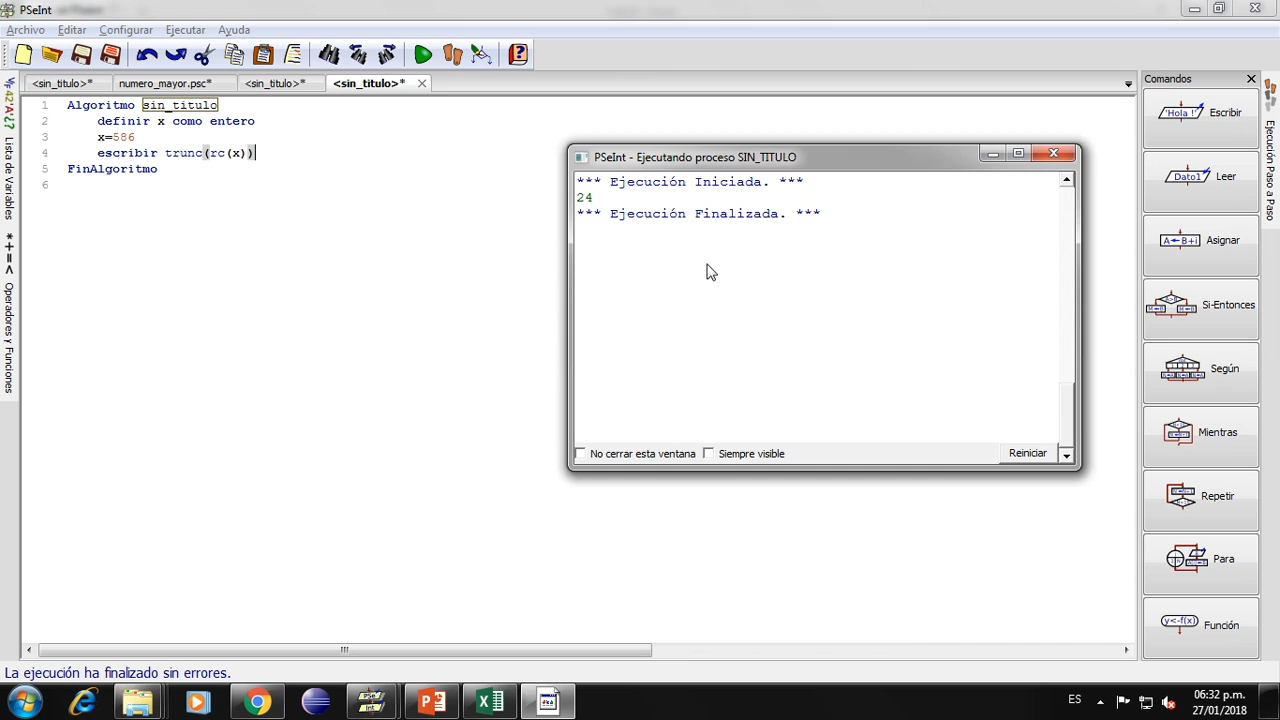 PSeInt
Archivo Editar Configurar Ejecutar Ayuda
<sin_titulo>* numero_mayor.psc* <sin_titulo>* <sin_titulo>*
1 Algoritmo sin_titulo
2 definir x como entero
3 x=586
4 escribir trunc(rc(x))
5 FinAlgoritmo
6
Lista de Variables
*+=< Operadores y Funciones
PSeInt - Ejecutando proceso SIN_TITULO
*** Ejecución Iniciada. ***
24
*** Ejecución Finalizada. ***
No cerrar esta ventana Siempre visible Reiniciar
Comandos
'Hola !' Escribir
Dato1 Leer
A←B+i Asignar
Si-Entonces
Según
Mientras
Repetir
Para
y<-f(x) Función
Ejecución Paso a Paso
La ejecución ha finalizado sin errores.
ES 06:32 p.m.
27/01/2018